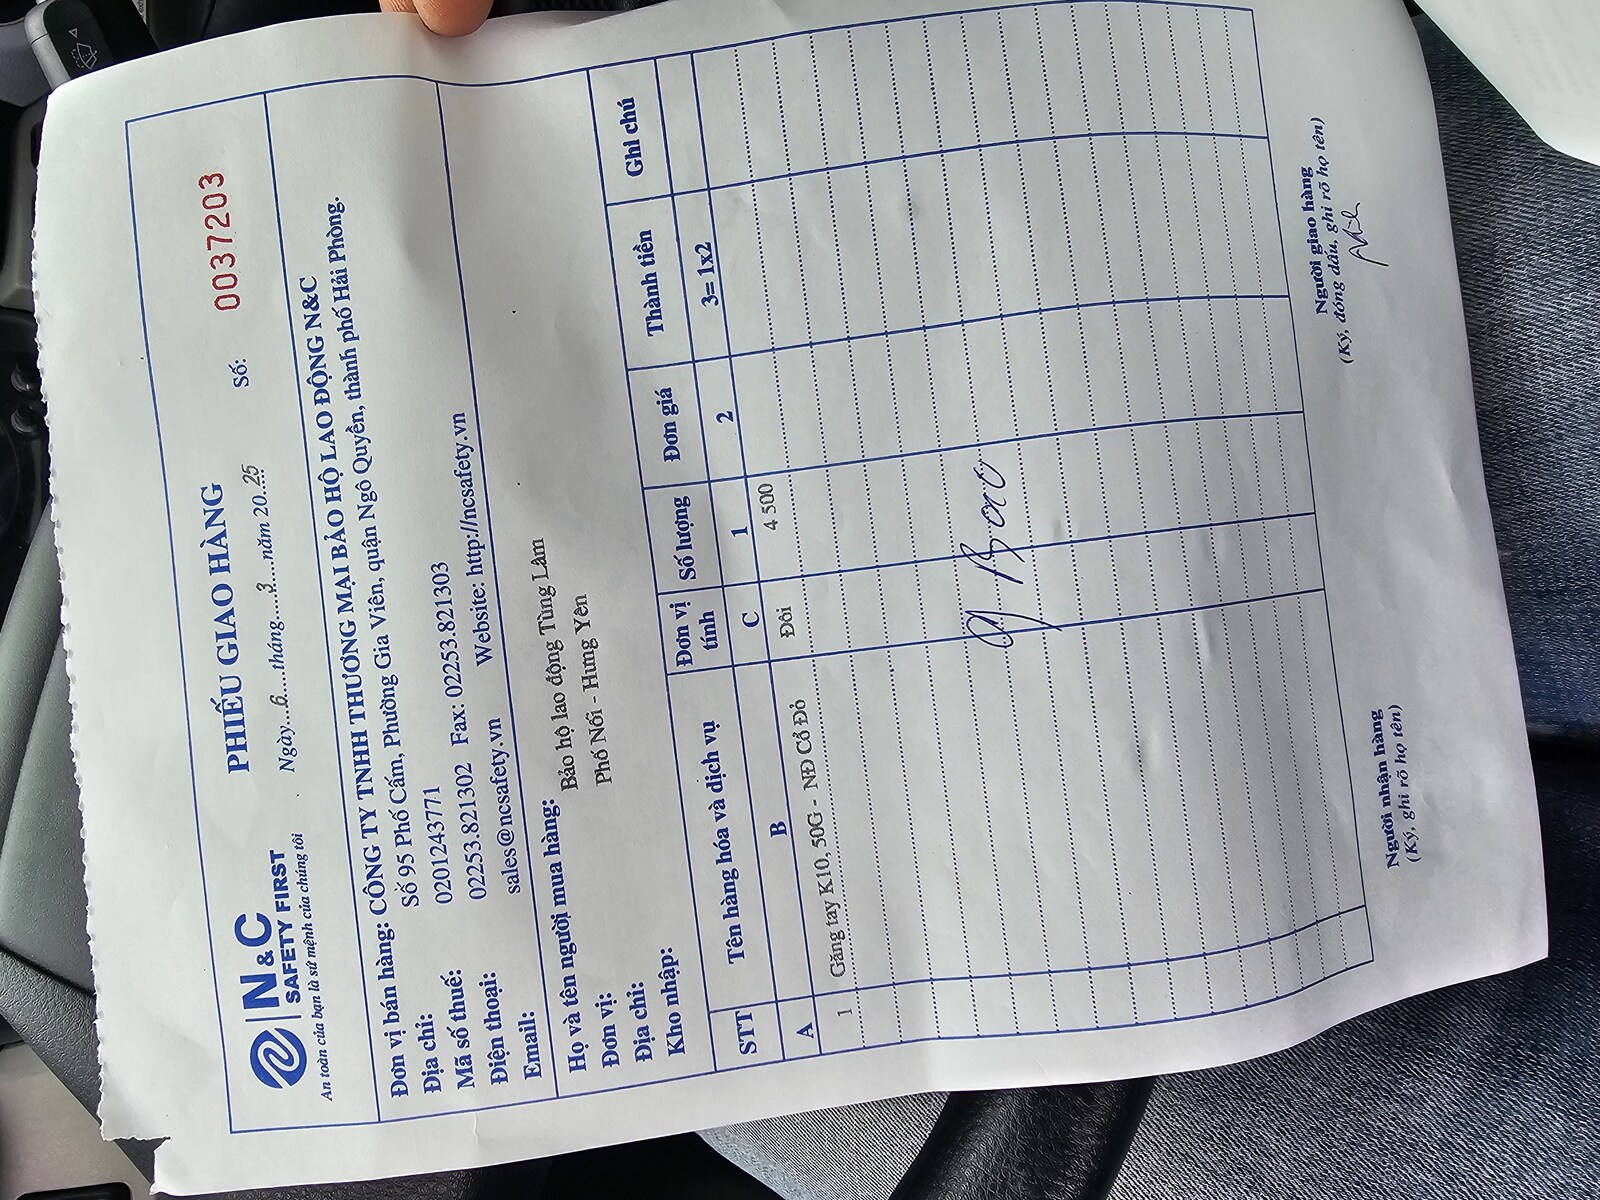 N&C
SAFETY FIRST
An toàn của bạn là sứ mệnh của chúng tôi
PHIẾU GIAO HÀNG
Ngày...6...tháng...3...năm 20.25
Số: 0037203
Đơn vị bán hàng: CÔNG TY TNHH THƯƠNG MẠI BẢO HỘ LAO ĐỘNG N&C
Địa chỉ: Số 95 Phố Cấm, Phường Gia Viên, quận Ngô Quyền, thành phố Hải Phòng.
Mã số thuế: 0201243771
Điện thoại: 02253.821302 Fax: 02253.821303
Email: sales@ncsafety.vn Website: http://ncsafety.vn
Họ và tên người mua hàng:
Đơn vị: Bảo hộ lao động Tùng Lâm
Địa chỉ: Phố Nối - Hưng Yên
Kho nhập:
STT Tên hàng hóa và dịch vụ Đơn vị tính Số lượng Đơn giá Thành tiền Ghi chú
A B C 1 2 3= 1x2
1 Găng tay K10, 50G - NĐ Cổ Đỏ Đôi 4 500
Người nhận hàng
(Ký, ghi rõ họ tên)
Người giao hàng
(Ký, đóng dấu, ghi rõ họ tên)